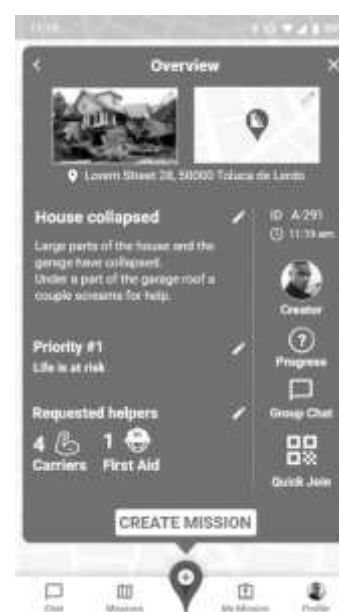 11:19
Overview
Lovern Street 28, 50000 Toluca de Lerdo
House collapsed
Large parts of the house and the
garage have collapsed.
Under a part of the garage roof a
couple screams for help.
Priority #1
Life is at risk
Requested helpers
4
1
Carriers
First Aid
ID A-291
11:19 am
Creator
?
Progress
Group Chat
Quick Join
CREATE MISSION
Chat
Missions
My Mission
Profile